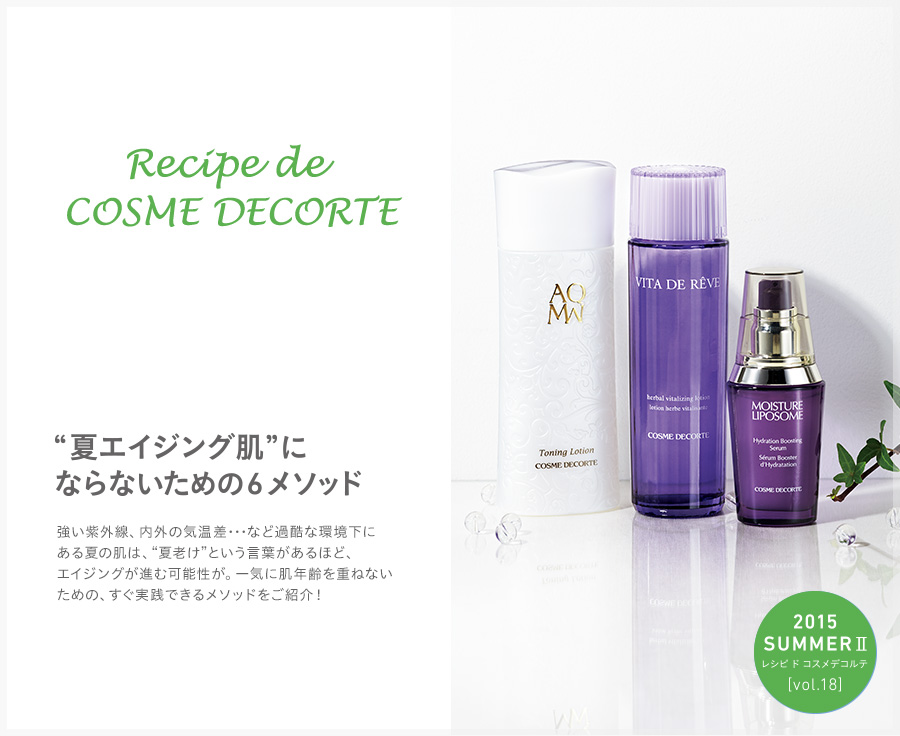 Recipe de
COSME DECORTE
“夏エイジング肌”に
ならないための6メソッド
強い紫外線、内外の気温差･･･など過酷な環境下に
ある夏の肌は、“夏老け”という言葉があるほど、
エイジングが進む可能性が。一気に肌年齢を重ねない
ための、すぐ実践できるメソッドをご紹介！
AQ
MW
Toning Lotion
COSME DECORTE
VITA DE RÊVE
herbal vitalizing lotion
lotion herbe vitalisante
COSME DECORTE
MOISTURE
LIPOSOME
Hydration Boosting
Serum
Sérum Booster
d'Hydratation
COSME DECORTE
2015
SUMMER Ⅱ
レシピ ド コスメデコルテ
[vol.18]